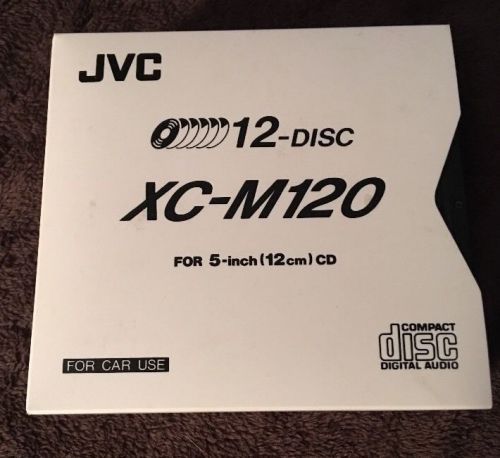 JVC
12-DISC
XC-M120
FOR 5-inch (12cm) CD
FOR CAR USE
COMPACT
disc
DIGITAL AUDIO